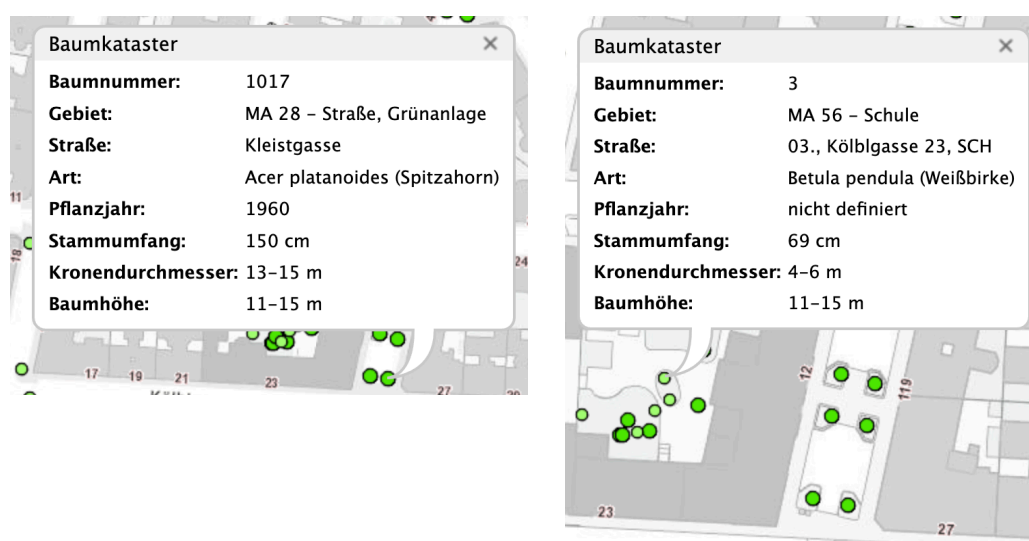 Baumkataster ×
Baumnummer: 1017
Gebiet: MA 28 – Straße, Grünanlage
Straße: Kleistgasse
Art: Acer platanoides (Spitzahorn)
Pflanzjahr: 1960
Stammumfang: 150 cm
Kronendurchmesser: 13–15 m
Baumhöhe: 11–15 m
11
18
24
17
19
21
23
27
Baumkataster ×
Baumnummer: 3
Gebiet: MA 56 – Schule
Straße: 03., Kölblgasse 23, SCH
Art: Betula pendula (Weißbirke)
Pflanzjahr: nicht definiert
Stammumfang: 69 cm
Kronendurchmesser: 4–6 m
Baumhöhe: 11–15 m
12
119
23
27